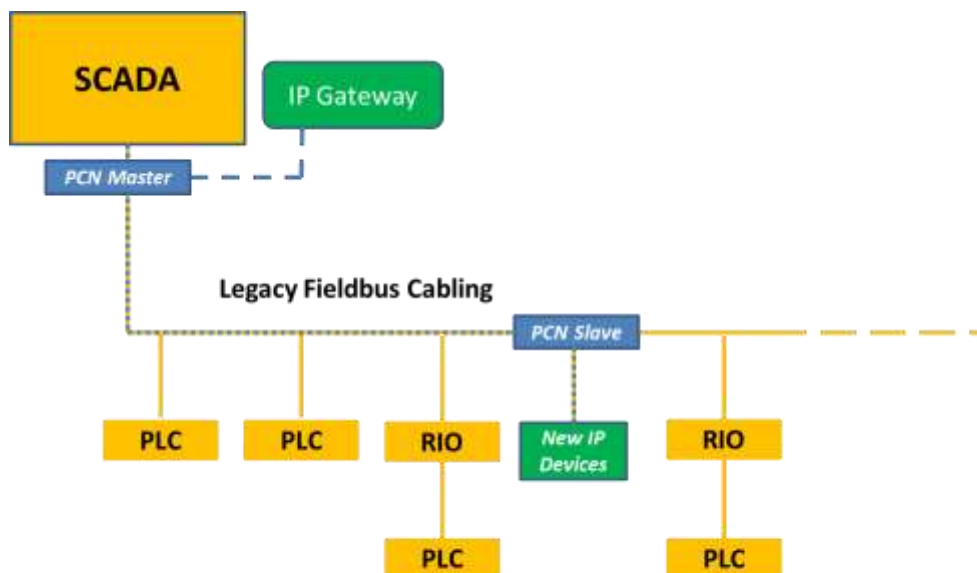 SCADA
IP Gateway
PCN Master
Legacy Fieldbus Cabling
PCN Slave
PLC
PLC
RIO
New IP
Devices
RIO
PLC
PLC